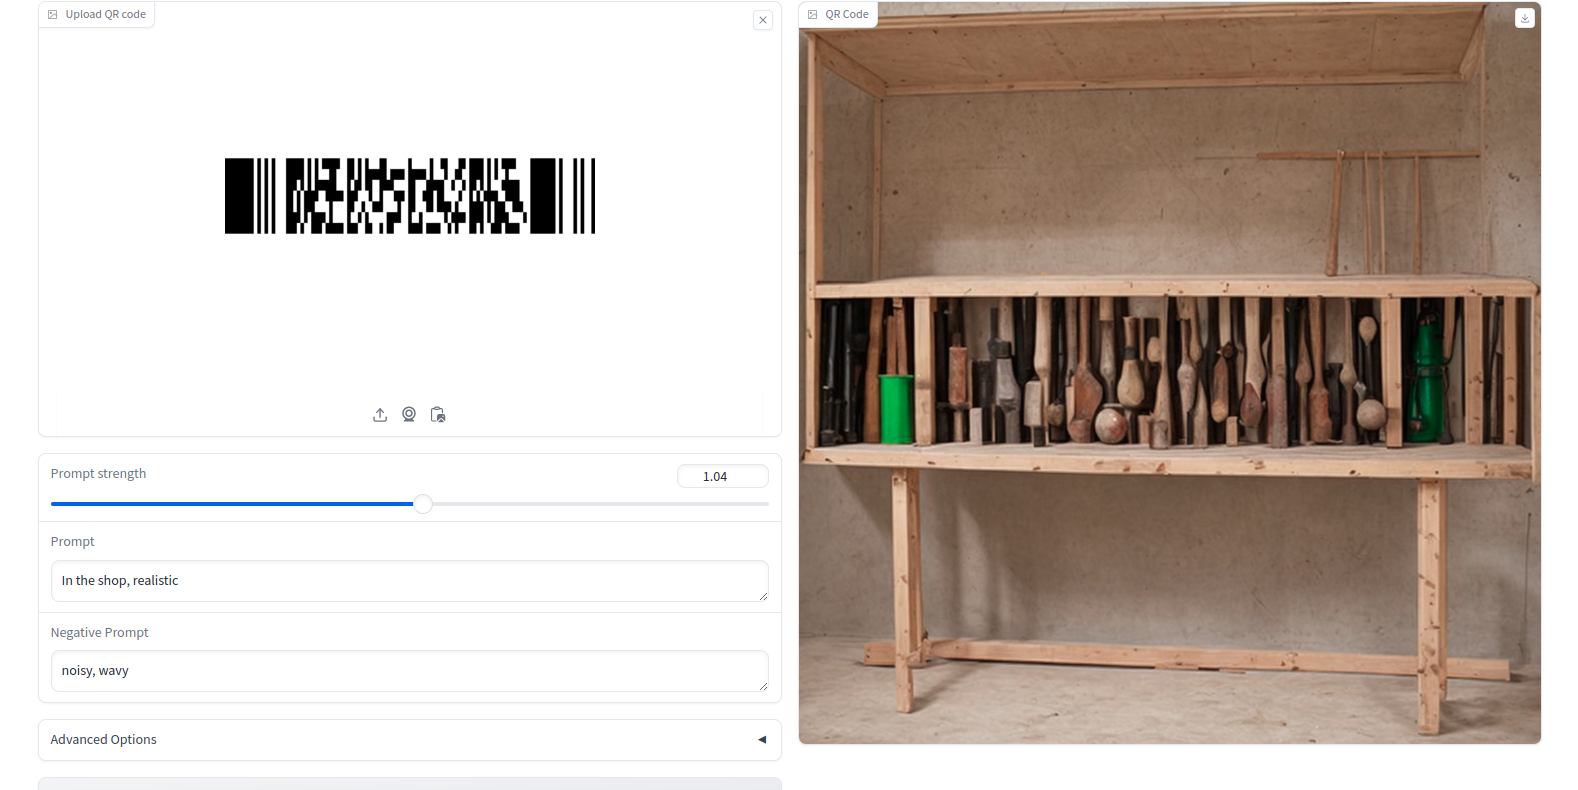 Upload QR code
QR Code
Prompt strength
1.04
Prompt
In the shop, realistic
Negative Prompt
noisy, wavy
Advanced Options